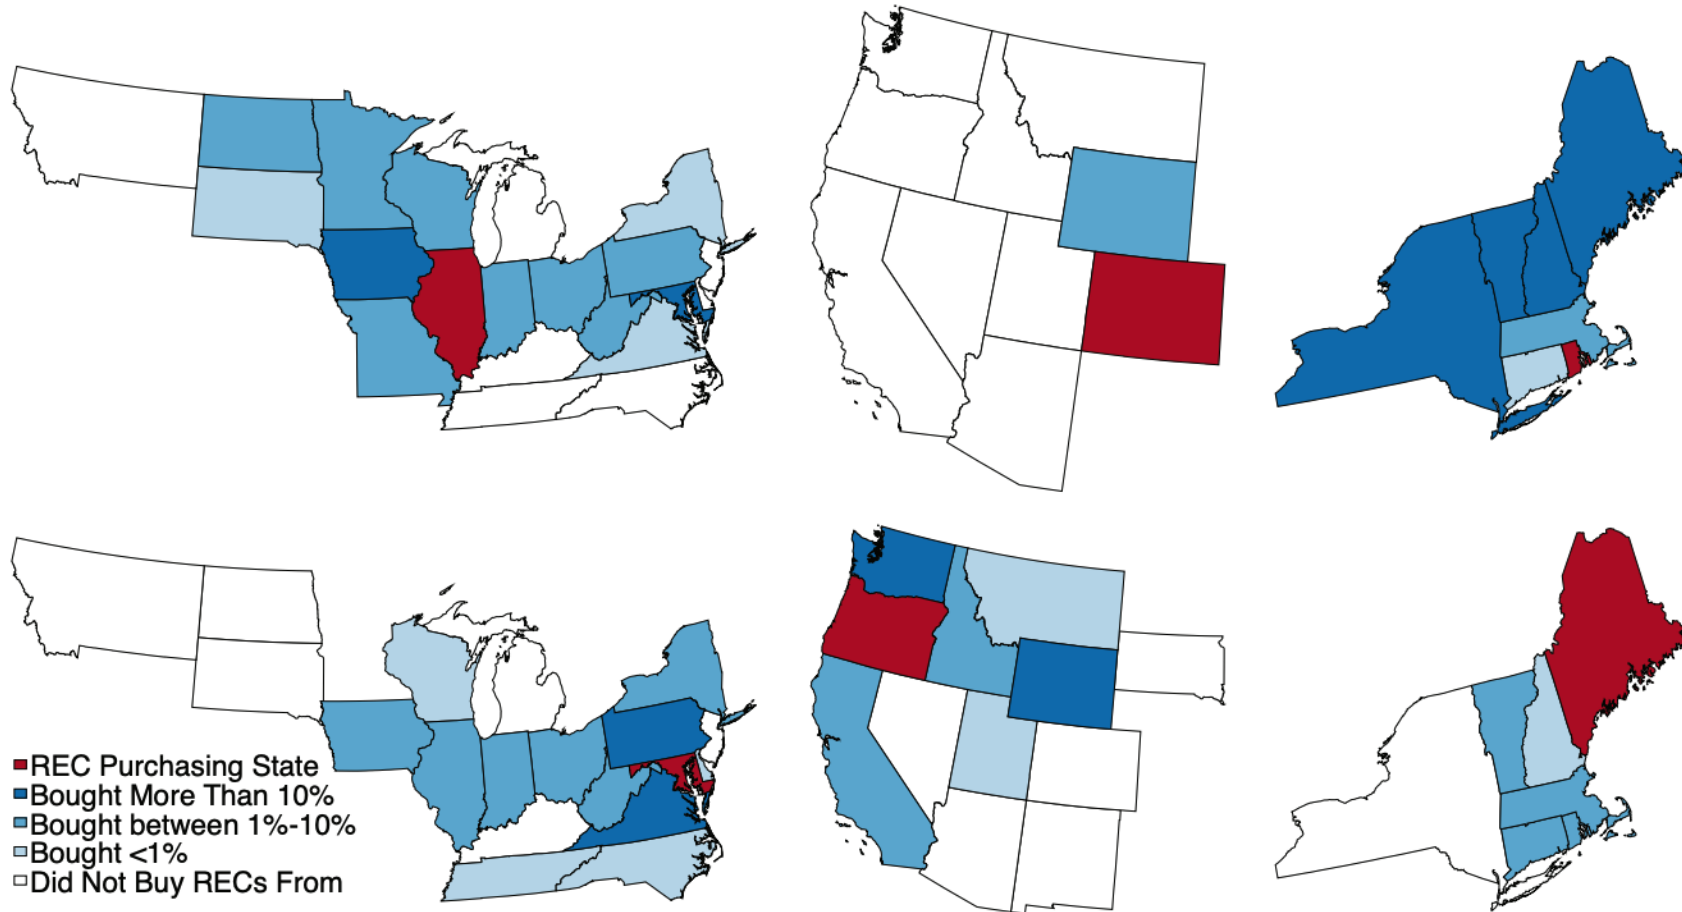 REC Purchasing State
Bought More Than 10%
Bought between 1%-10%
Bought <1%
Did Not Buy RECs From